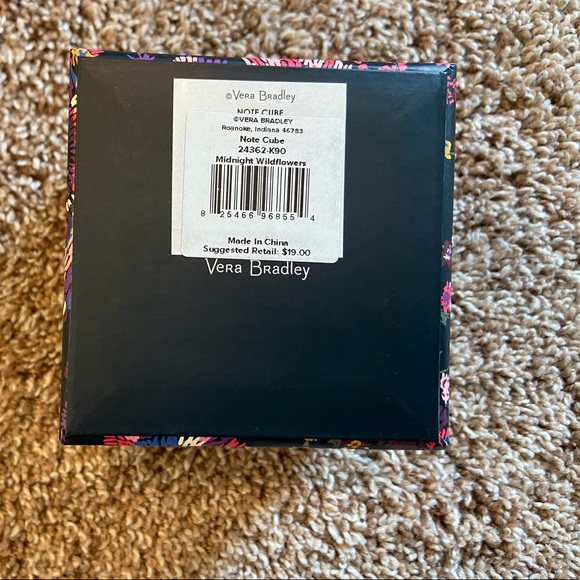 ©Vera Bradley
NOTE CUBE
©VERA BRADLEY
Roanoke, Indiana 46783
Note Cube
24362-K90
Midnight Wildflowers
8 25466 96855 4
Made In China
Suggested Retail: $19.00
Vera Bradley